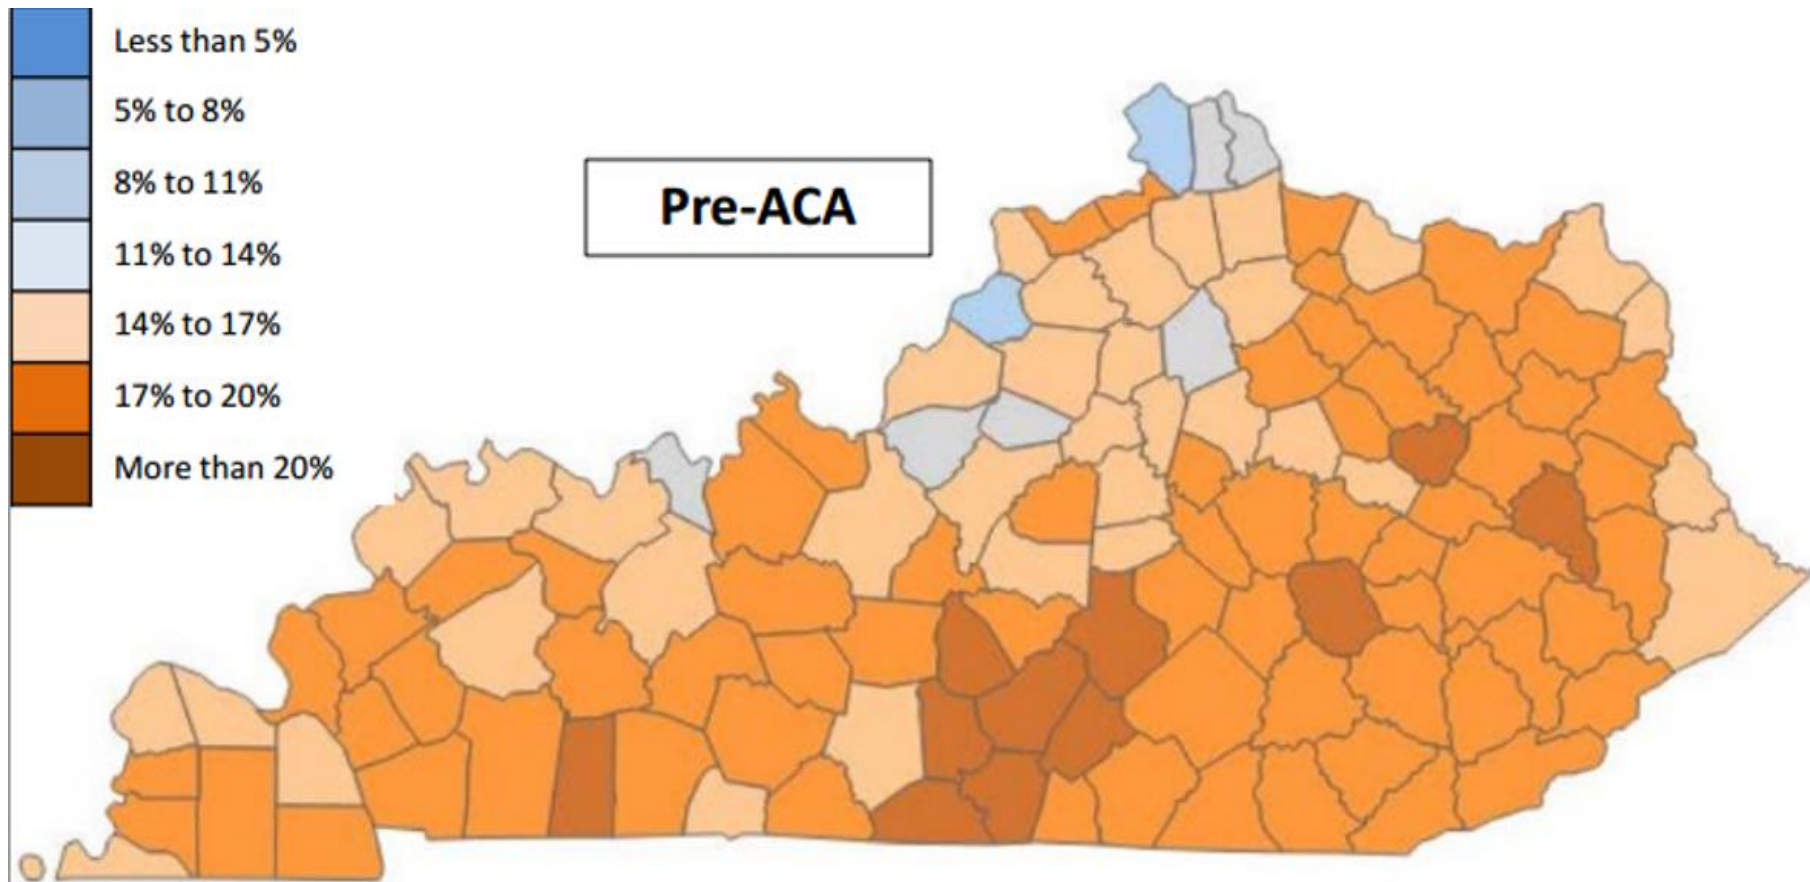 Less than 5%
5% to 8%
8% to 11%
11% to 14%
14% to 17%
17% to 20%
More than 20%
Pre-ACA